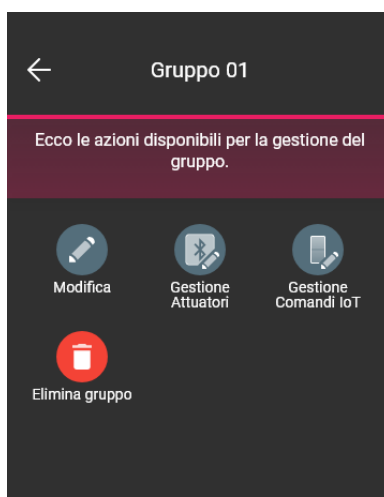 Gruppo 01
Ecco le azioni disponibili per la gestione del
gruppo.
Modifica
Gestione
Attuatori
Gestione
Comandi IoT
Elimina gruppo